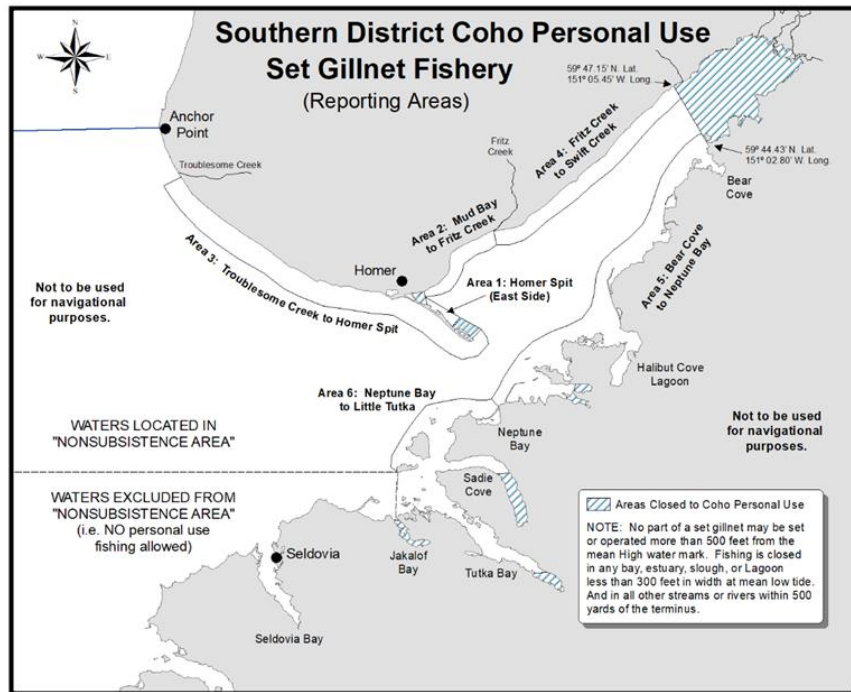 Southern District Coho Personal Use
Set Gillnet Fishery
(Reporting Areas)
N
W
E
S
59º 47.15' N. Lat.
151º 05.45' W. Long.
Anchor
Point
Troublesome Creek
Fritz
Creek
Area 4: Fritz Creek
to Swift Creek
59º 44.43' N. Lat.
151º 02.80' W. Long.
Bear
Cove
Area 2: Mud Bay
to Fritz Creek
Area 3: Troublesome Creek to Homer Spit
Homer
Area 1: Homer Spit
(East Side)
Area 5: Bear Cove
to Neptune Bay
Not to be used
for navigational
purposes.
Halibut Cove
Lagoon
Area 6: Neptune Bay
to Little Tutka
Neptune
Bay
Not to be used
for navigational
purposes.
WATERS LOCATED IN
"NONSUBSISTENCE AREA"
WATERS EXCLUDED FROM
"NONSUBSISTENCE AREA"
(i.e. NO personal use
fishing allowed)
Sadie
Cove
Seldovia
Jakalof
Bay
Tutka Bay
Seldovia Bay
Areas Closed to Coho Personal Use
NOTE: No part of a set gillnet may be set
or operated more than 500 feet from the
mean High water mark. Fishing is closed
in any bay, estuary, slough, or Lagoon
less than 300 feet in width at mean low tide.
And in all other streams or rivers within 500
yards of the terminus.